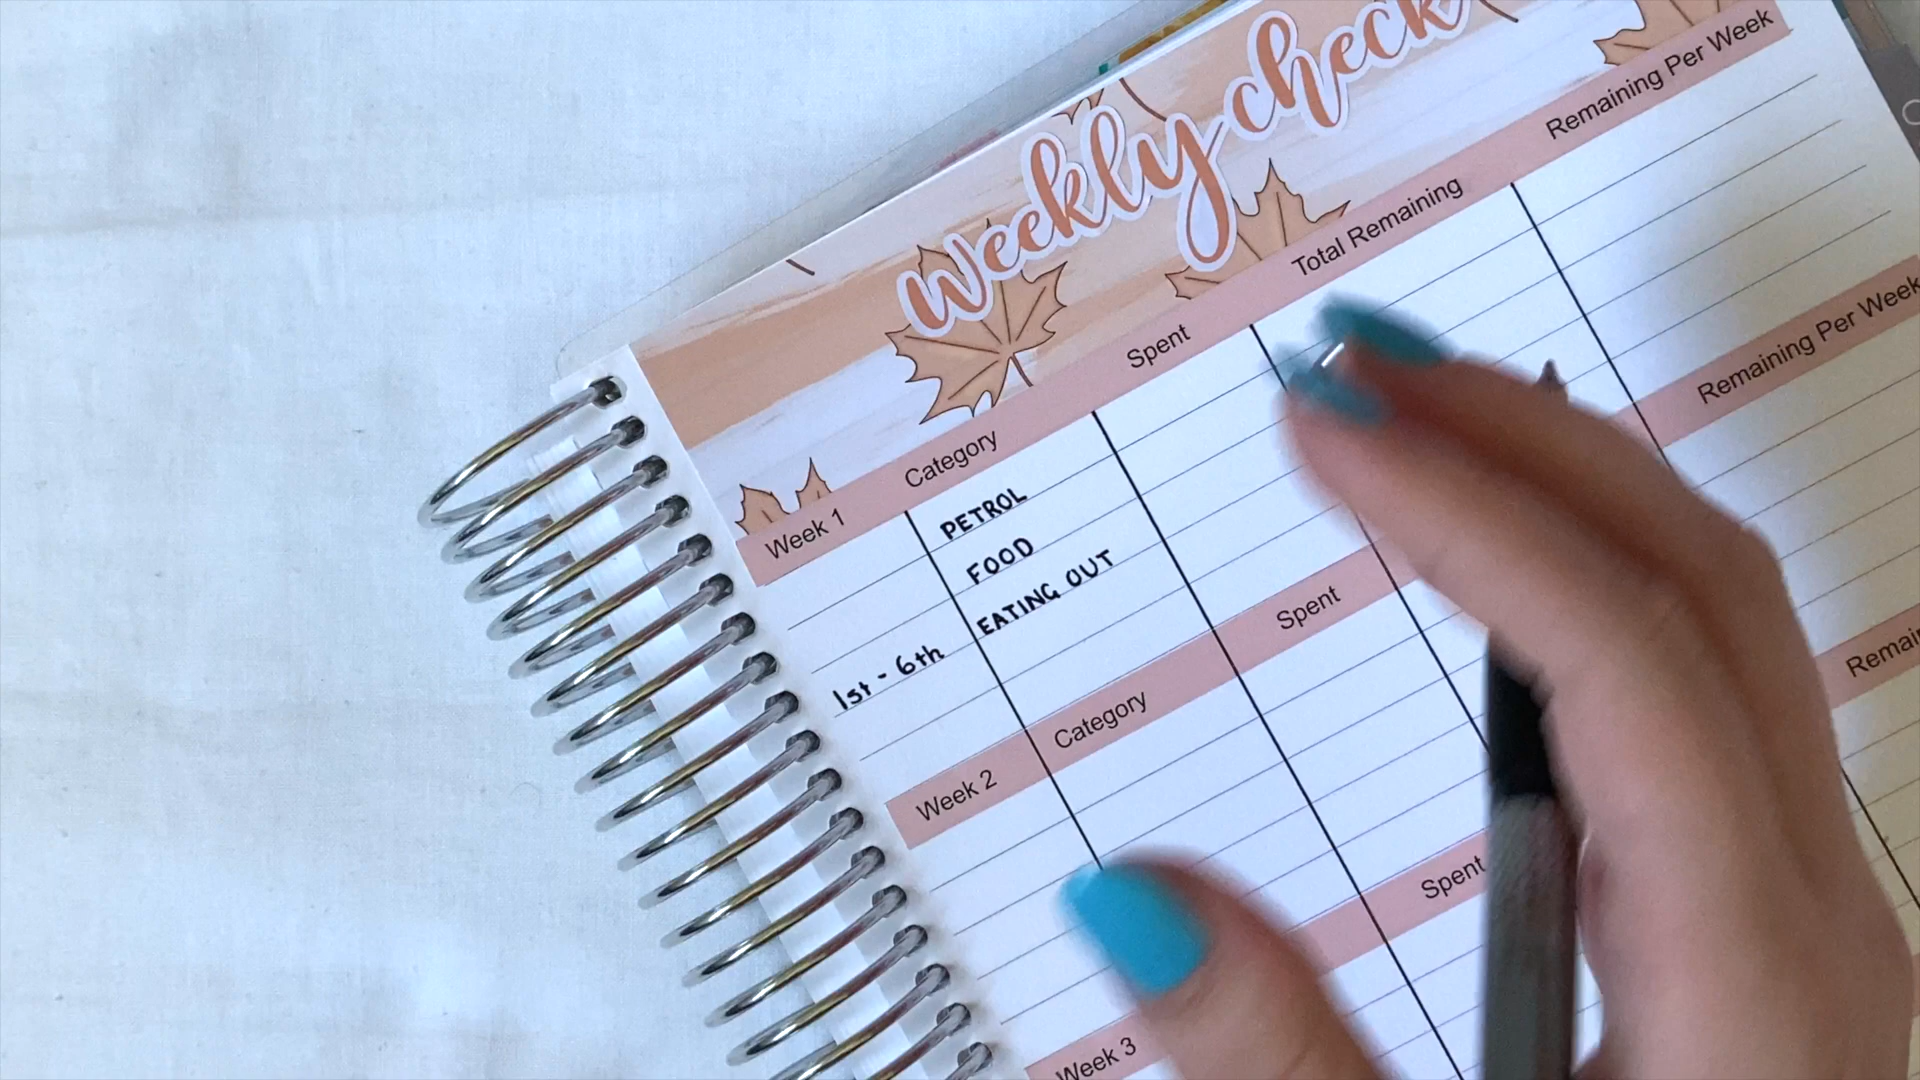 weekly check
Week 1 Category Spent Total Remaining Remaining Per Week
PETROL
FOOD
1st - 6th EATING OUT
Week 2 Category Spent Remaining Per Week
Week 3 Spent